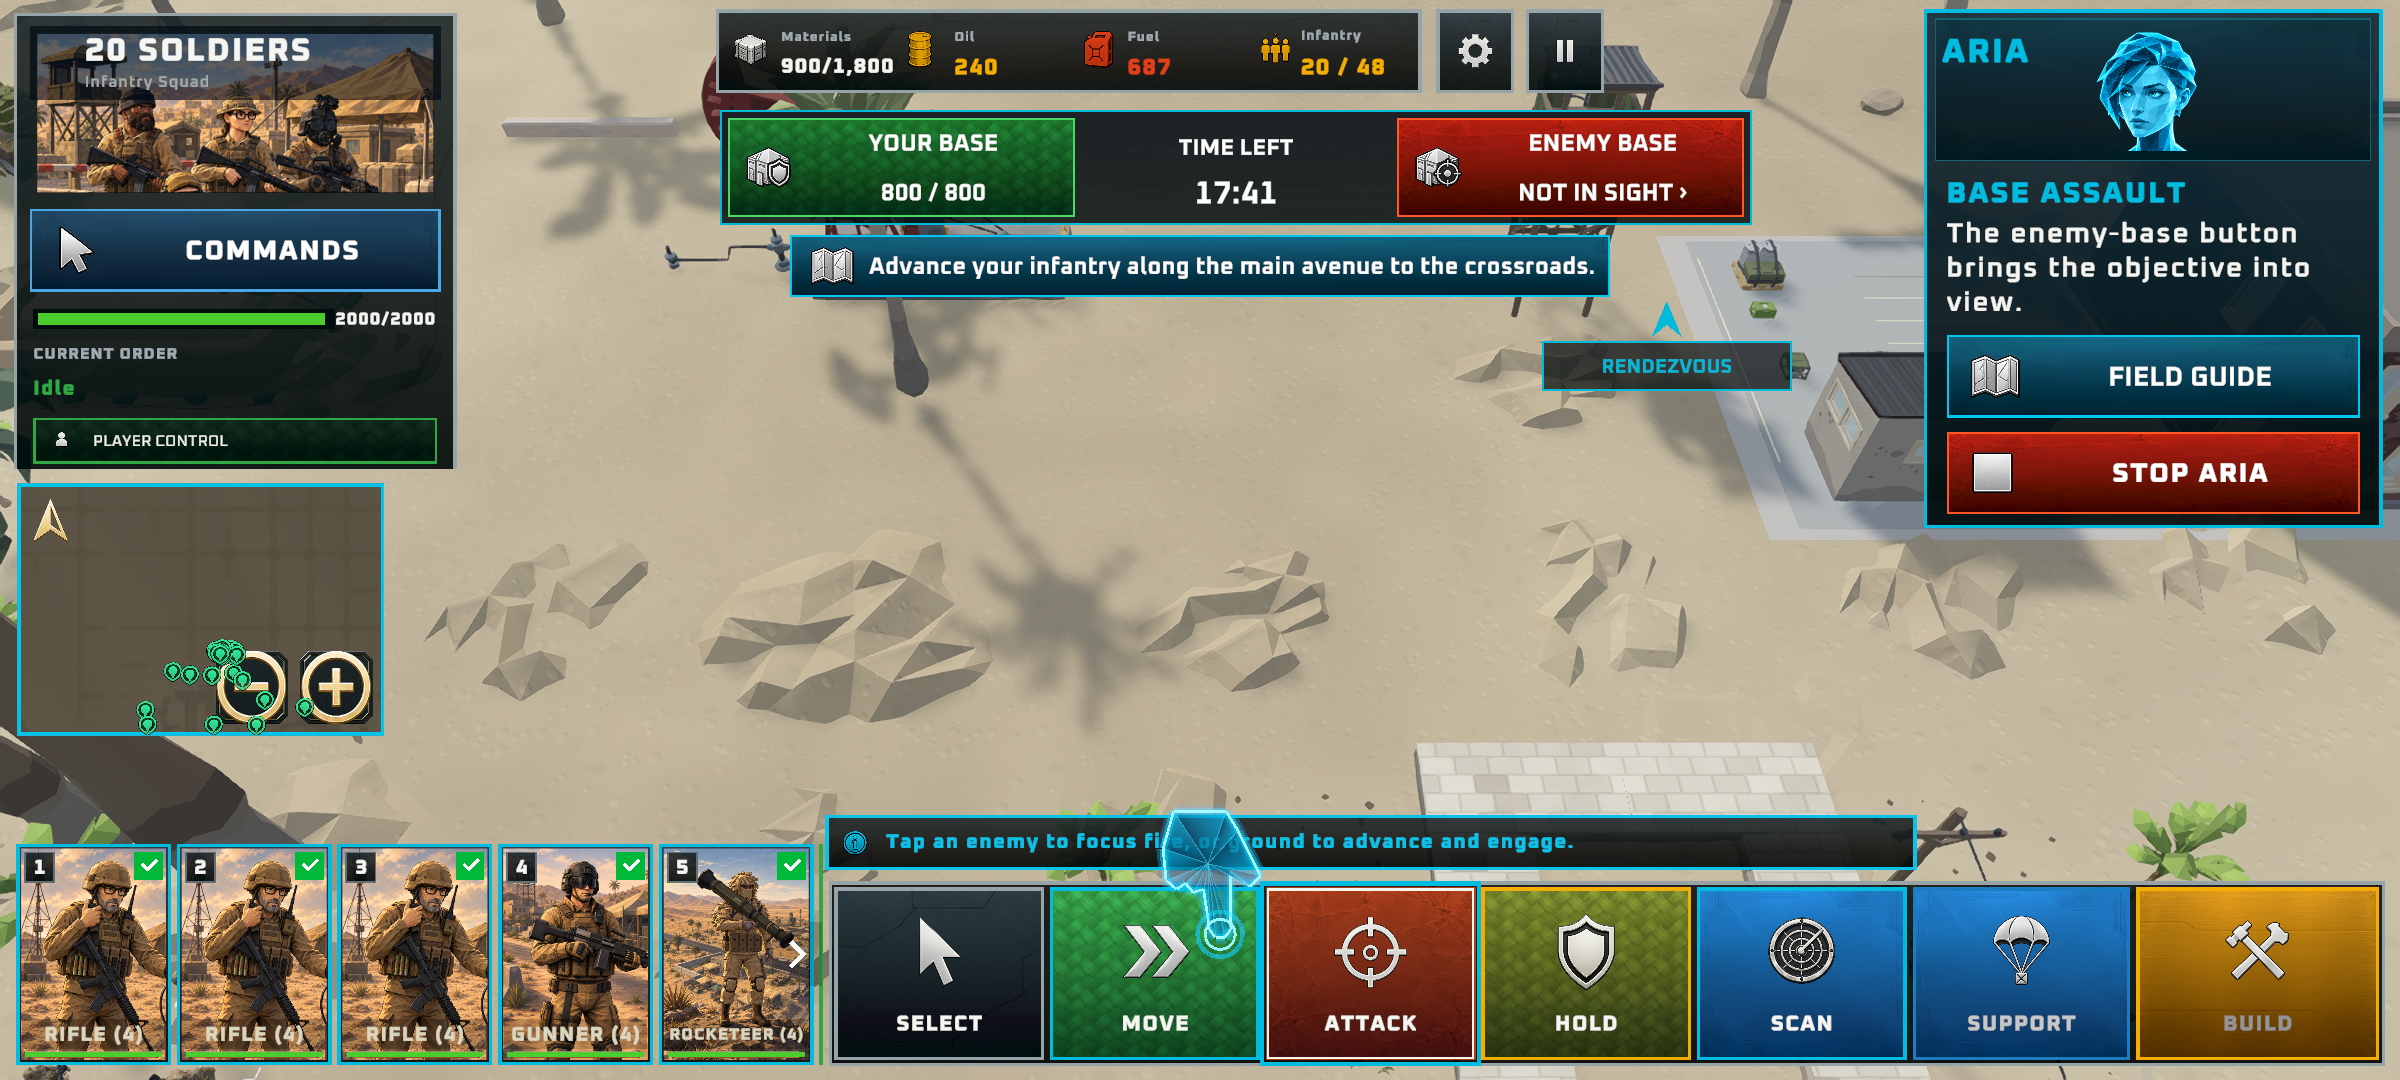 20 SOLDIERS
Infantry Squad
COMMANDS
2000/2000
CURRENT ORDER
Idle
PLAYER CONTROL
Materials
900/1,800
Oil
240
Fuel
687
Infantry
20 / 48
YOUR BASE
800 / 800
TIME LEFT
17:41
ENEMY BASE
NOT IN SIGHT ›
Advance your infantry along the main avenue to the crossroads.
RENDEZVOUS
ARIA
BASE ASSAULT
The enemy-base button
brings the objective into
view.
FIELD GUIDE
STOP ARIA
Tap an enemy to focus fire, or ground to advance and engage.
1
RIFLE (4)
2
RIFLE (4)
3
RIFLE (4)
4
GUNNER (4)
5
ROCKETEER (4)
SELECT
MOVE
ATTACK
HOLD
SCAN
SUPPORT
BUILD